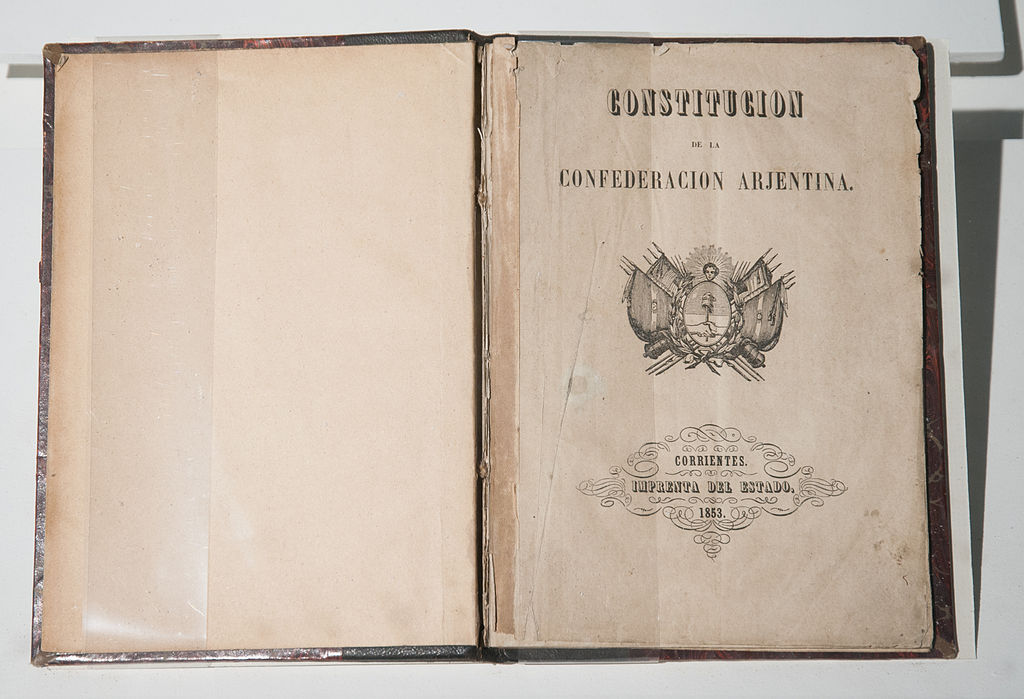 CONSTITUCION
DE LA
CONFEDERACION ARJENTINA.
CORRIENTES.
IMPRENTA DEL ESTADO.
1853.